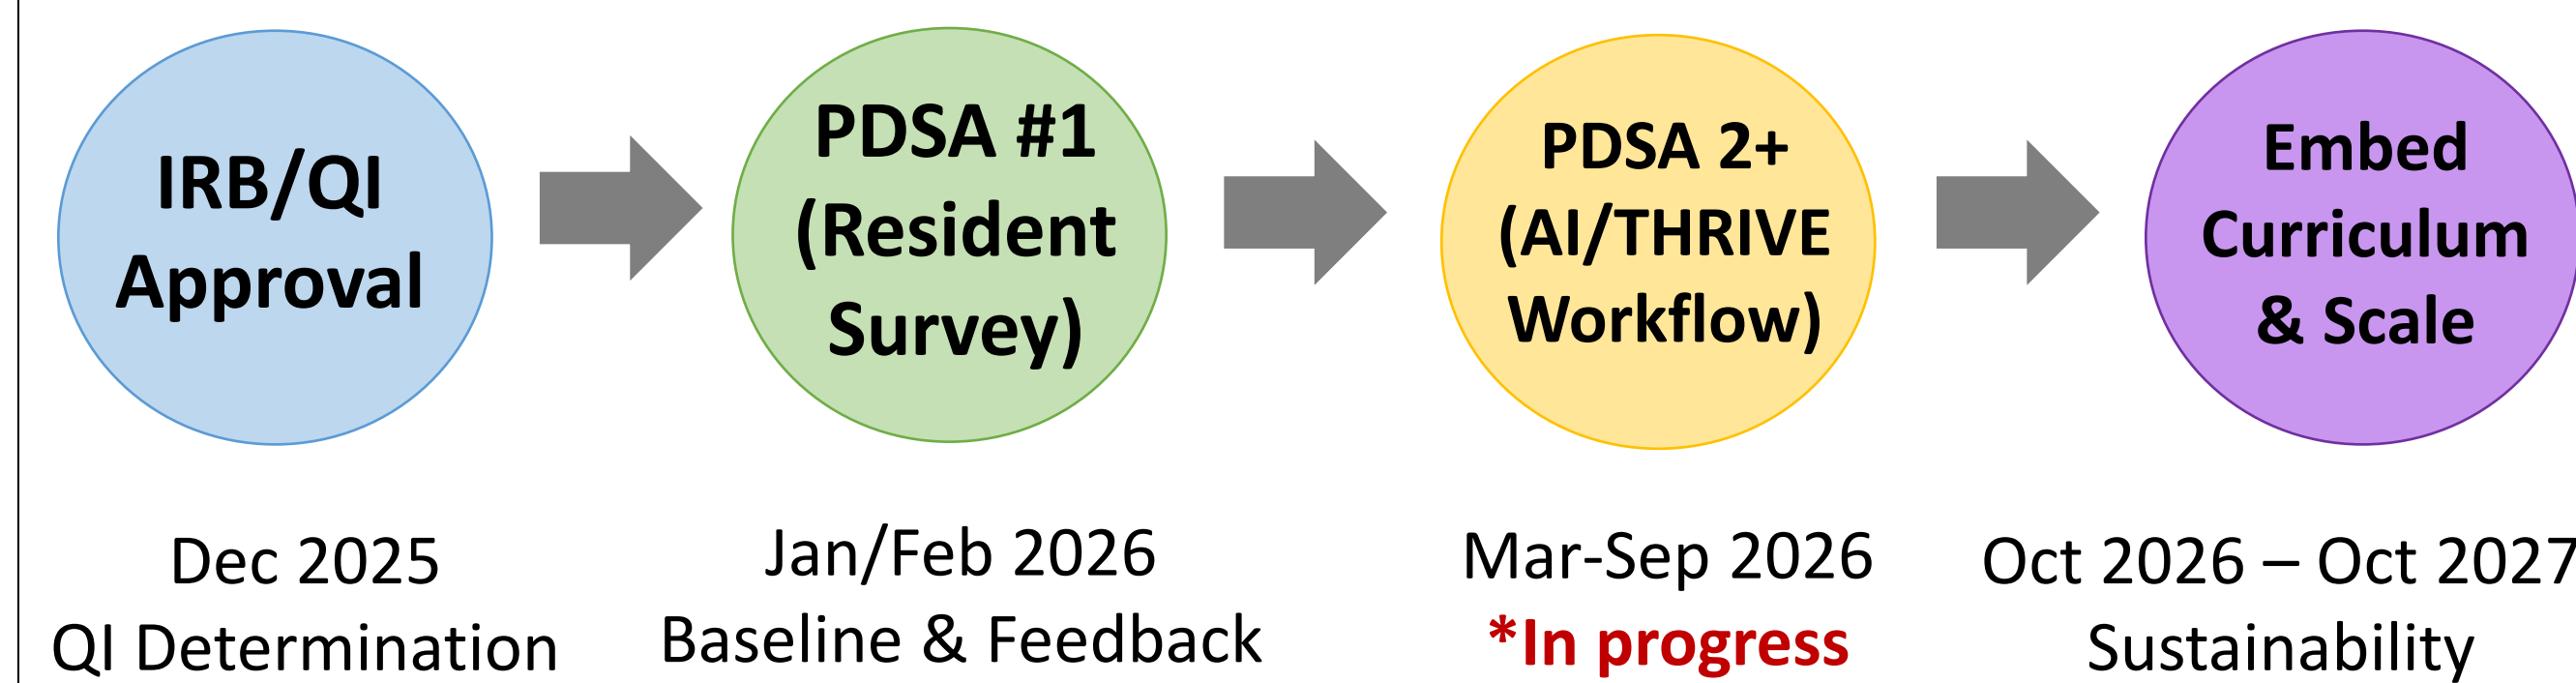 IRB/QI
Approval
PDSA #1
(Resident
Survey)
PDSA 2+
(AI/THRIVE
Workflow)
Embed
Curriculum
& Scale
Dec 2025
QI Determination
Jan/Feb 2026
Baseline & Feedback
Mar-Sep 2026
*In progress
Oct 2026 – Oct 2027
Sustainability